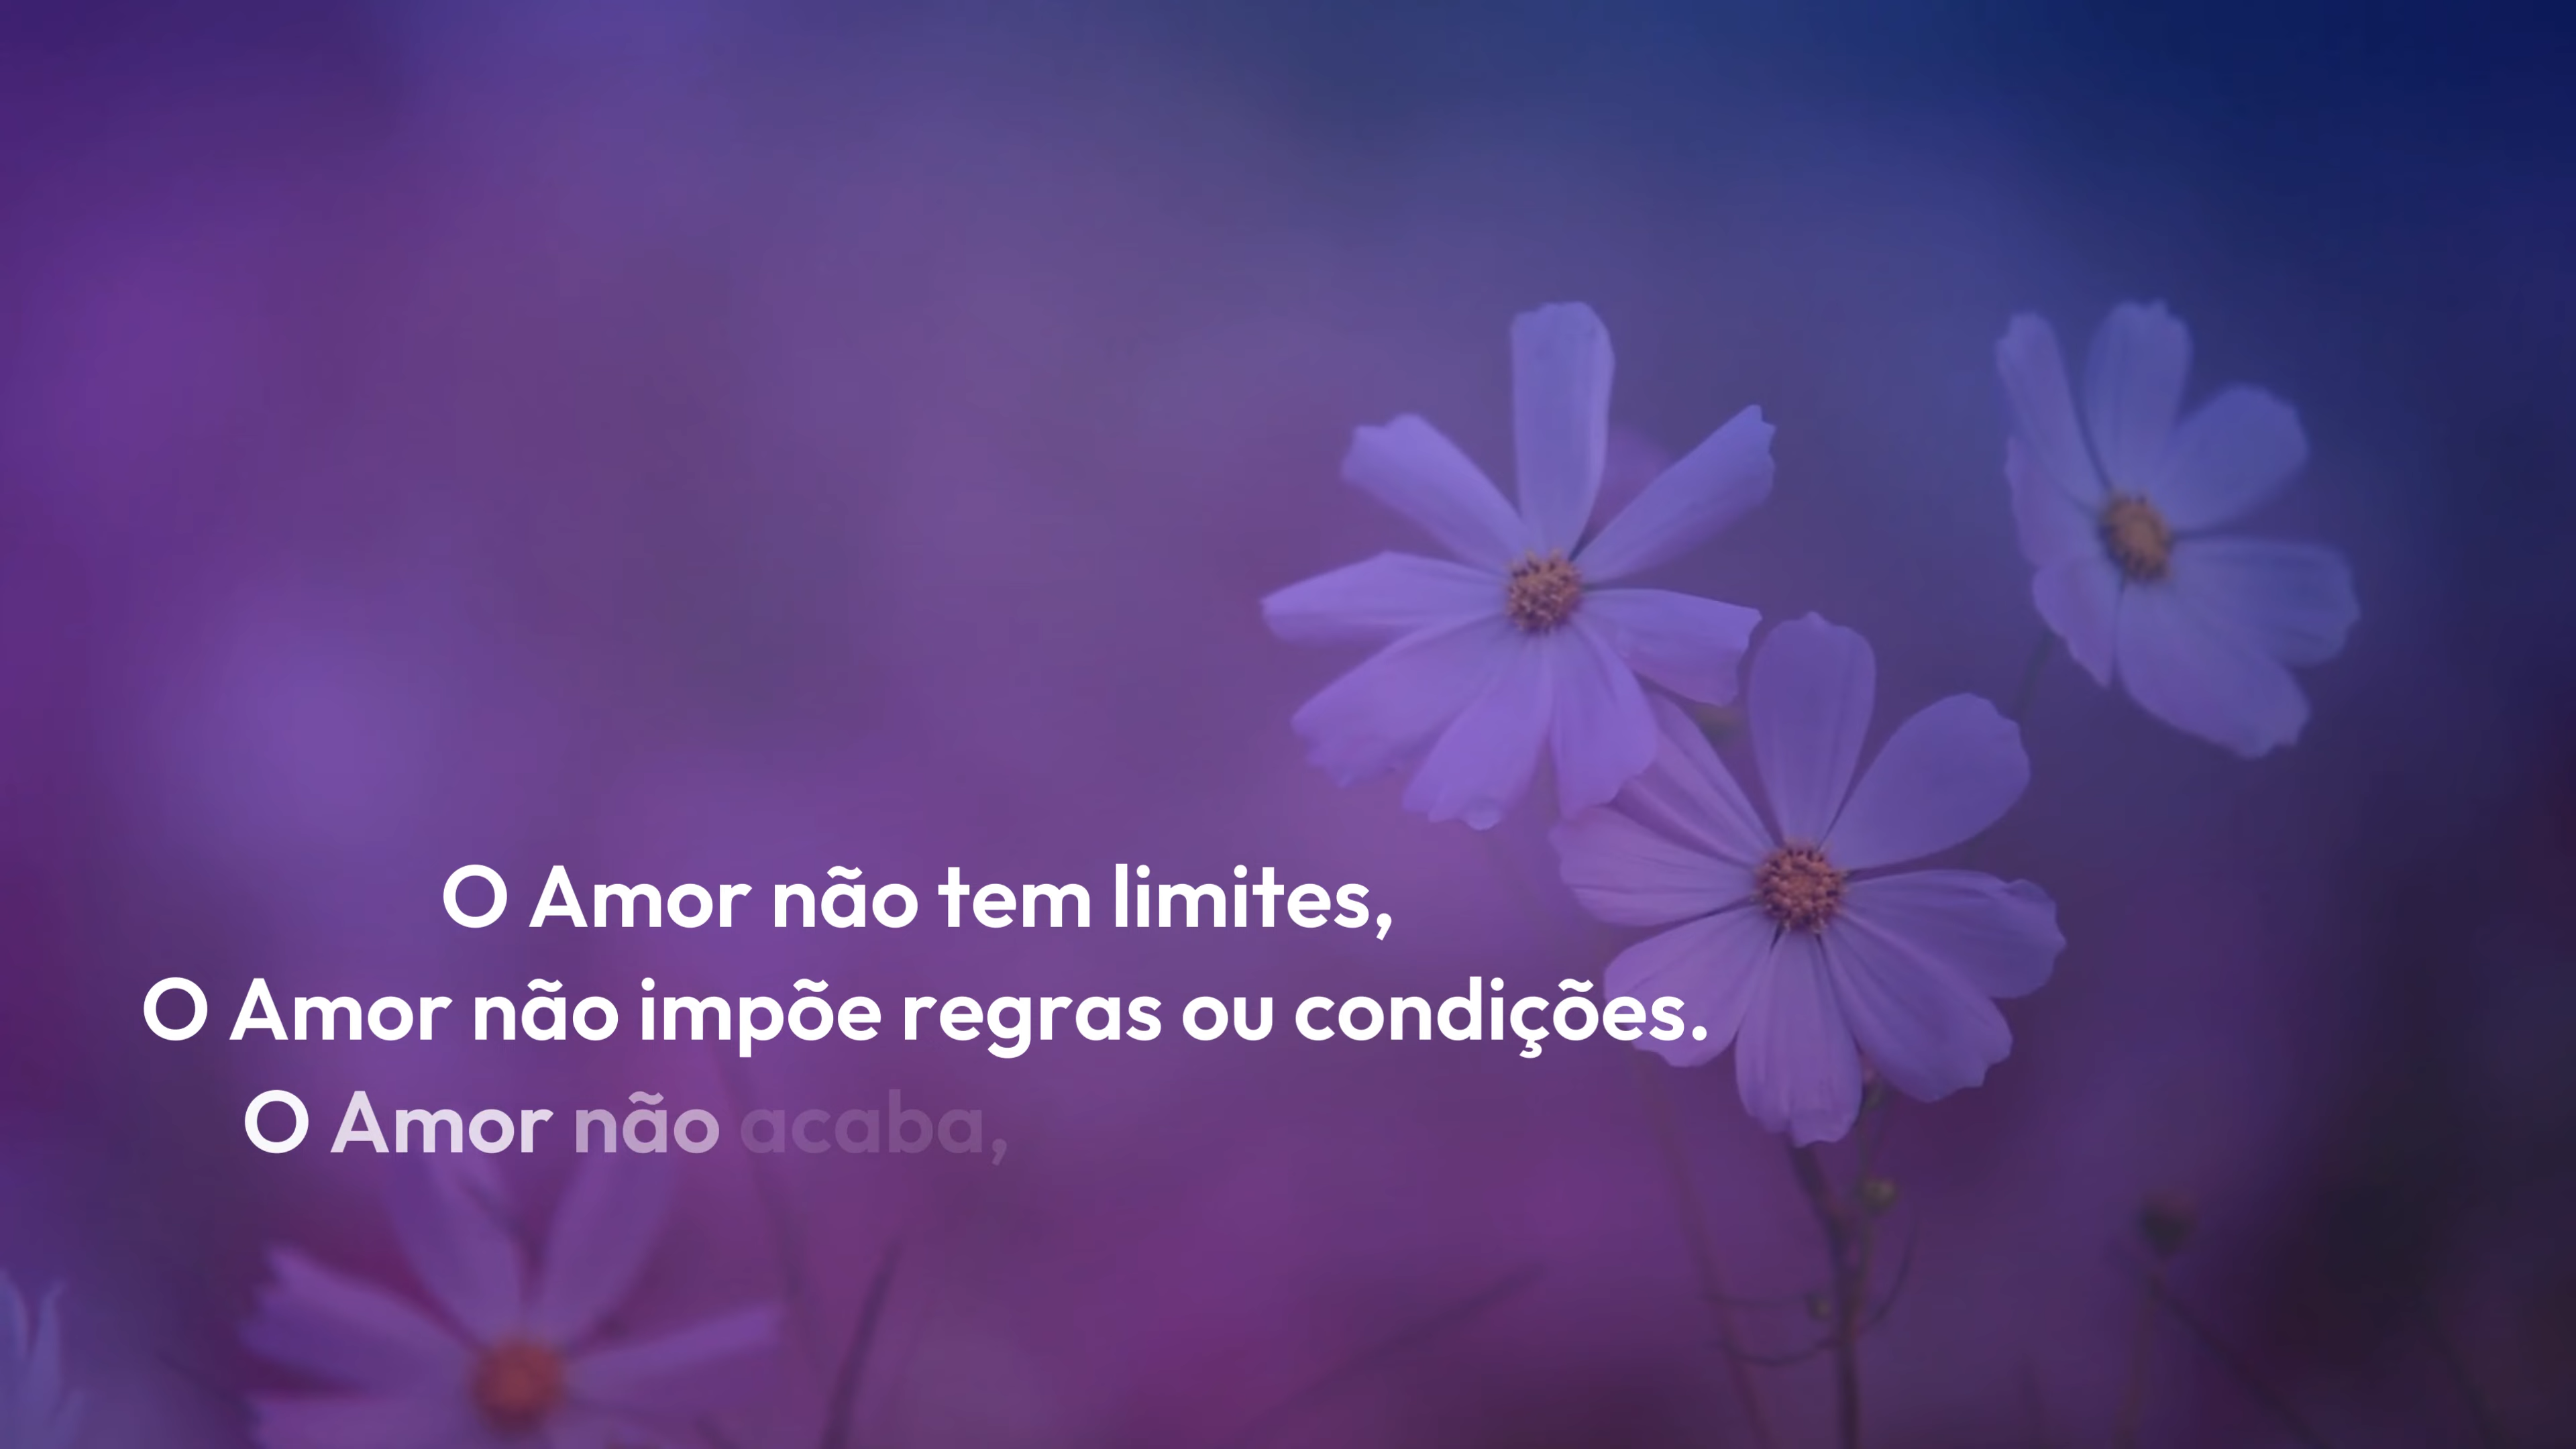 O Amor não tem limites,
O Amor não impõe regras ou condições.
O Amor não acaba,